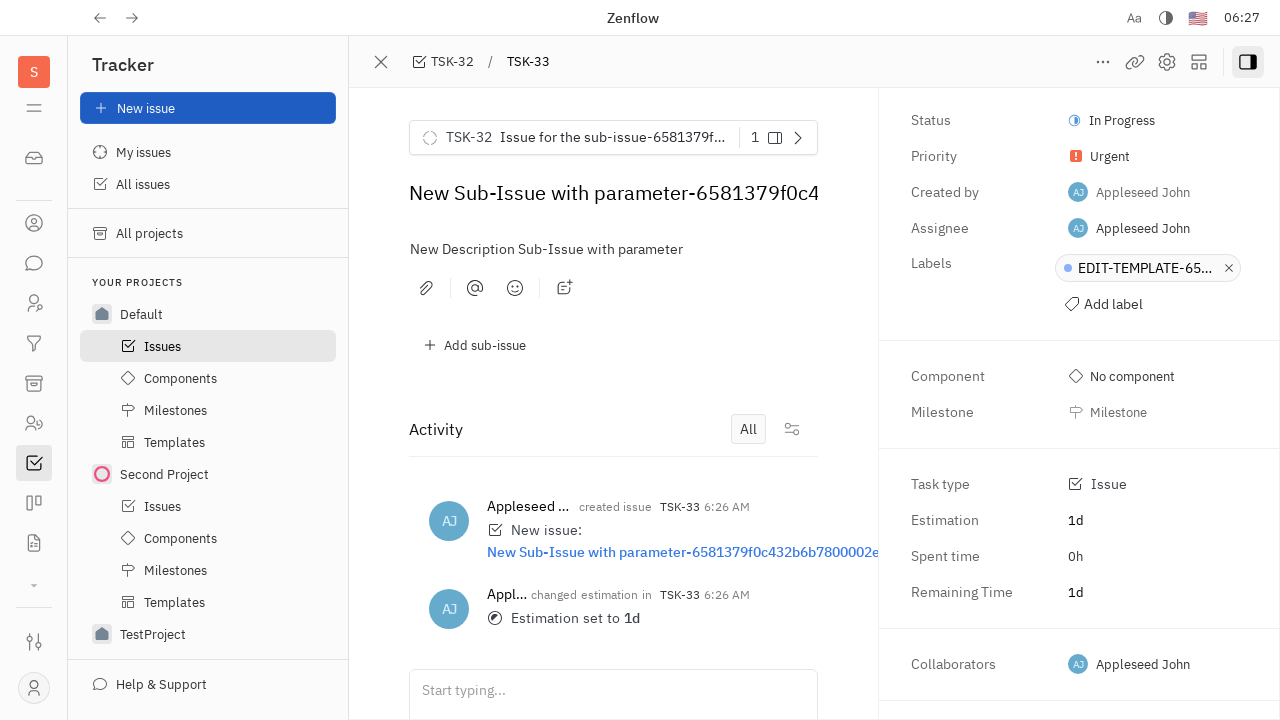 Zenflow
Aa
06:27
S
Tracker
New issue
My issues
All issues
All projects
YOUR PROJECTS
Default
Issues
Components
Milestones
Templates
Second Project
Issues
Components
Milestones
Templates
TestProject
Help & Support
TSK-32 / TSK-33
TSK-32 Issue for the sub-issue-6581379f... 1
New Sub-Issue with parameter-6581379f0c4
New Description Sub-Issue with parameter
Add sub-issue
Activity
All
AJ
Appleseed ... created issue TSK-33 6:26 AM
New issue:
New Sub-Issue with parameter-6581379f0c432b6b7800002e
AJ
Appl... changed estimation in TSK-33 6:26 AM
Estimation set to 1d
Start typing...
Status In Progress
Priority Urgent
Created by AJ Appleseed John
Assignee AJ Appleseed John
Labels EDIT-TEMPLATE-65...
Add label
Component No component
Milestone Milestone
Task type Issue
Estimation 1d
Spent time 0h
Remaining Time 1d
Collaborators AJ Appleseed John